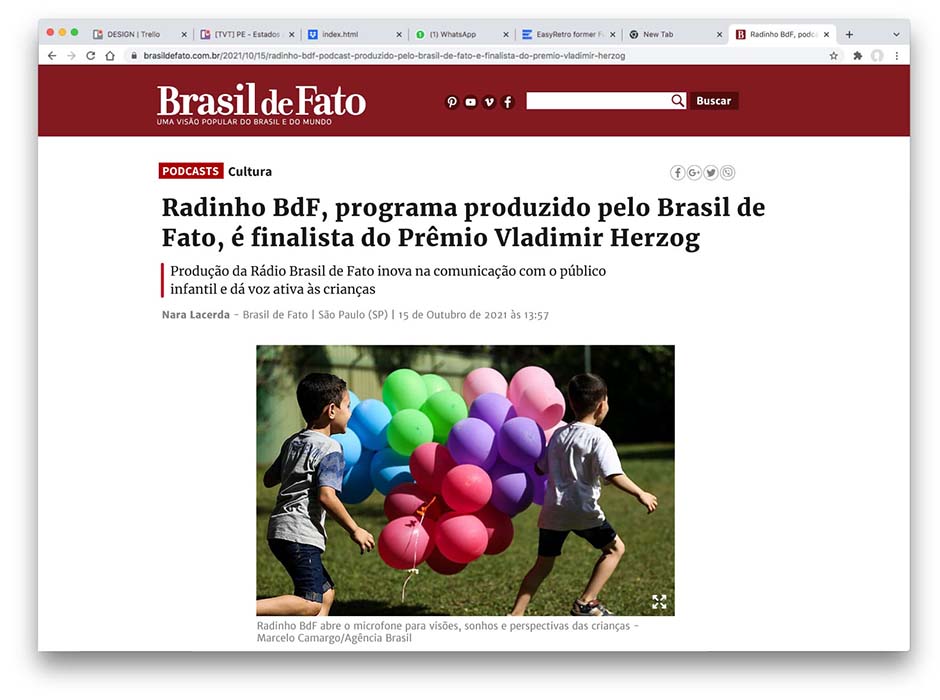 DESIGN | Trello
[TVT] PE - Estados
index.html
(1) WhatsApp
EasyRetro former F
New Tab
Radinho BdF, podca
brasildefato.com.br/2021/10/15/radinho-bdf-podcast-produzido-pelo-brasil-de-fato-e-finalista-do-premio-vladimir-herzog
Brasil de Fato
UMA VISÃO POPULAR DO BRASIL E DO MUNDO
Buscar
PODCASTS Cultura
Radinho BdF, programa produzido pelo Brasil de
Fato, é finalista do Prêmio Vladimir Herzog
Produção da Rádio Brasil de Fato inova na comunicação com o público
infantil e dá voz ativa às crianças
Nara Lacerda - Brasil de Fato | São Paulo (SP) | 15 de Outubro de 2021 às 13:57
Radinho BdF abre o microfone para visões, sonhos e perspectivas das crianças -
Marcelo Camargo/Agência Brasil